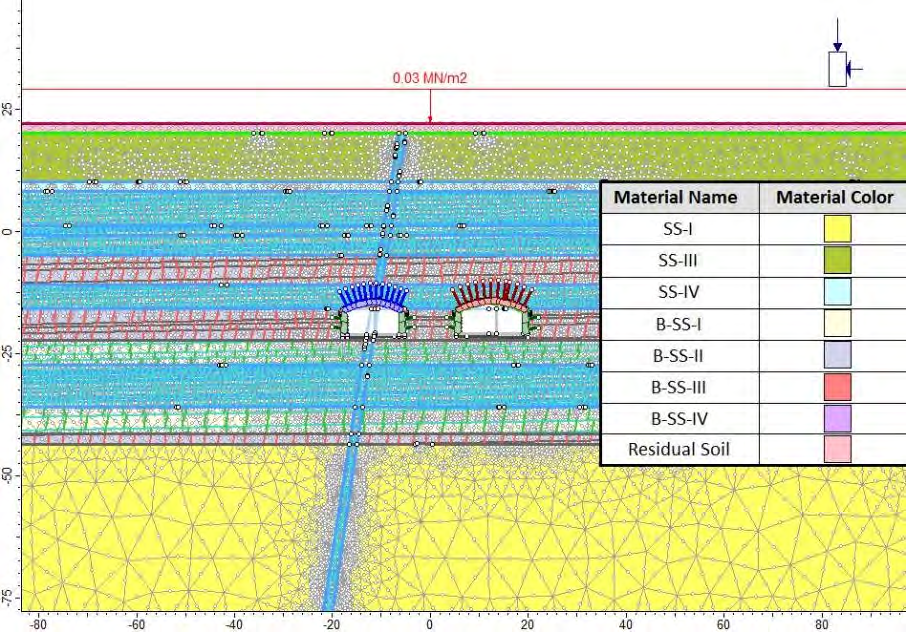 0.03 MN/m2
25
0
-25
-50
-75
Material Name Material Color
SS-I
SS-III
SS-IV
B-SS-I
B-SS-II
B-SS-III
B-SS-IV
Residual Soil
-80 -60 -40 -20 0 20 40 60 80